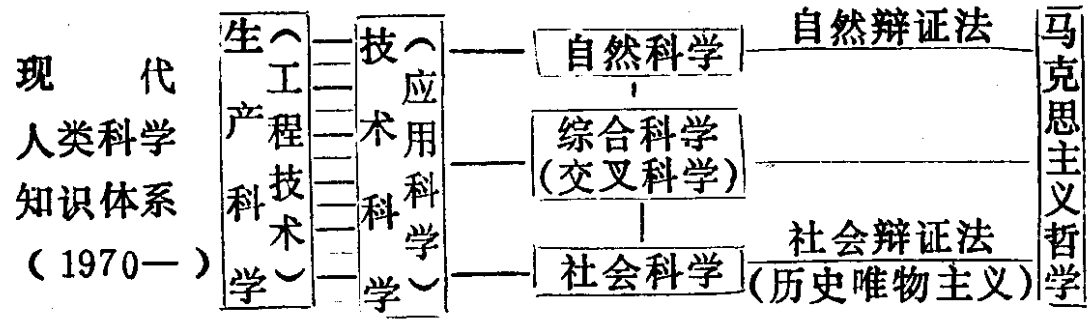 现 代
人类科学
知识体系
（1970—）
生产科学
（工程技术）
技术科学
（应用科学）
自然科学
综合科学
(交叉科学)
社会科学
自然辩证法
社会辩证法
(历史唯物主义)
马克思主义哲学